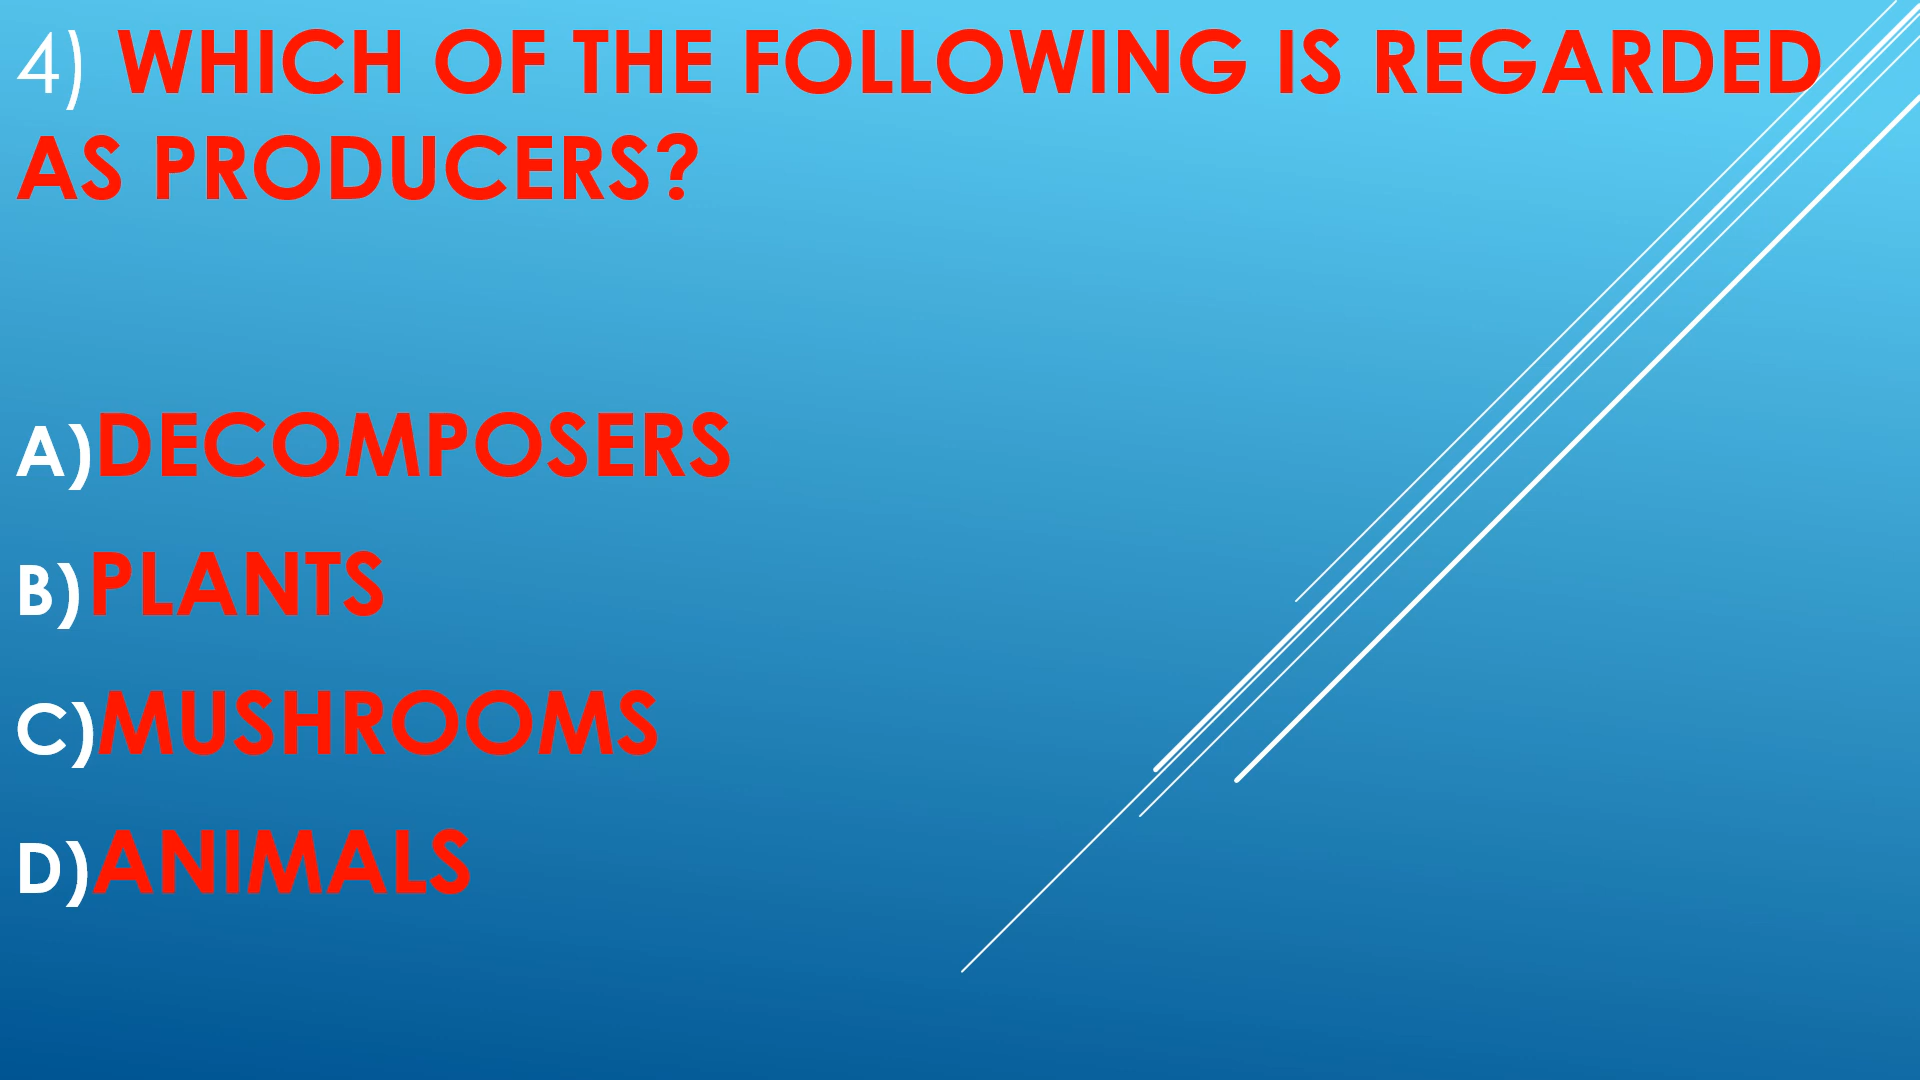 4) WHICH OF THE FOLLOWING IS REGARDED
AS PRODUCERS?
A)DECOMPOSERS
B)PLANTS
C)MUSHROOMS
D)ANIMALS